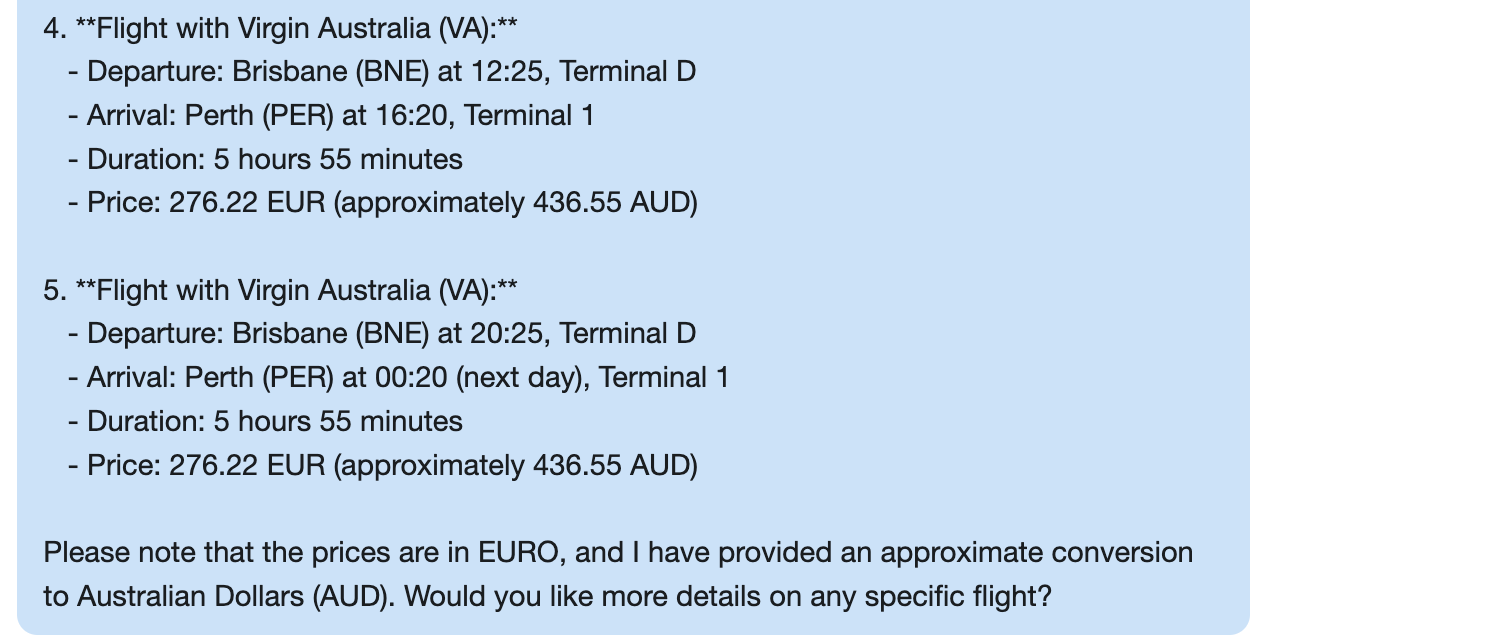 4. **Flight with Virgin Australia (VA):**
- Departure: Brisbane (BNE) at 12:25, Terminal D
- Arrival: Perth (PER) at 16:20, Terminal 1
- Duration: 5 hours 55 minutes
- Price: 276.22 EUR (approximately 436.55 AUD)
5. **Flight with Virgin Australia (VA):**
- Departure: Brisbane (BNE) at 20:25, Terminal D
- Arrival: Perth (PER) at 00:20 (next day), Terminal 1
- Duration: 5 hours 55 minutes
- Price: 276.22 EUR (approximately 436.55 AUD)
Please note that the prices are in EURO, and I have provided an approximate conversion
to Australian Dollars (AUD). Would you like more details on any specific flight?